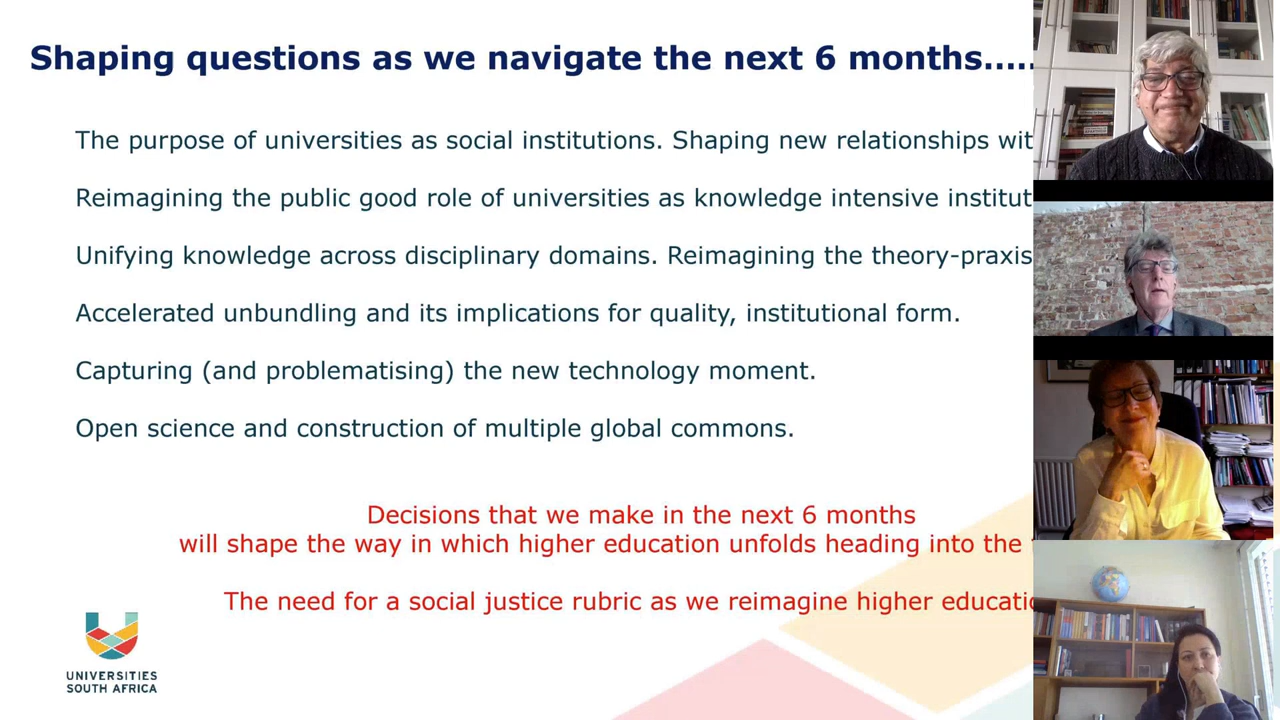 Shaping questions as we navigate the next 6 months.....
The purpose of universities as social institutions. Shaping new relationships wit
Reimagining the public good role of universities as knowledge intensive institut
Unifying knowledge across disciplinary domains. Reimagining the theory-praxis
Accelerated unbundling and its implications for quality, institutional form.
Capturing (and problematising) the new technology moment.
Open science and construction of multiple global commons.
Decisions that we make in the next 6 months
will shape the way in which higher education unfolds heading into the
The need for a social justice rubric as we reimagine higher educatio
UNIVERSITIES
SOUTH AFRICA